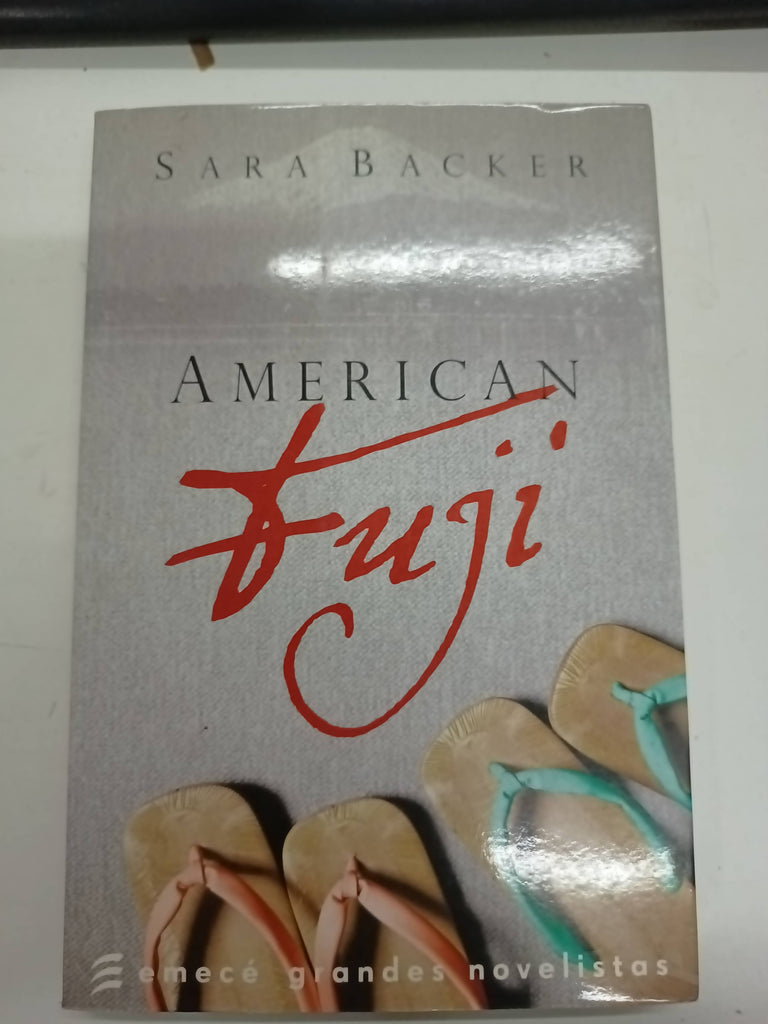 SARA BACKER
AMERICAN
Fuji
emecé grandes novelistas